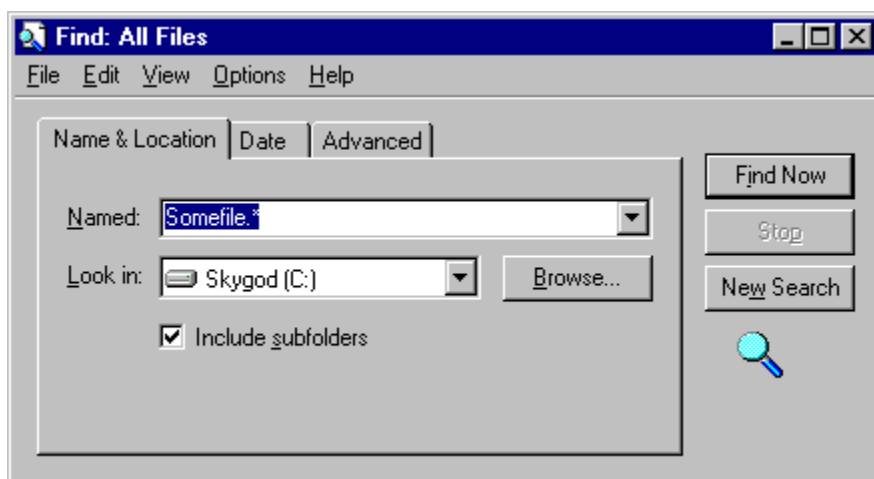 Find: All Files
File Edit View Options Help
Name & Location Date Advanced
Named: Somefile.*
Look in: Skygod (C:) Browse...
Include subfolders
Find Now
Stop
New Search